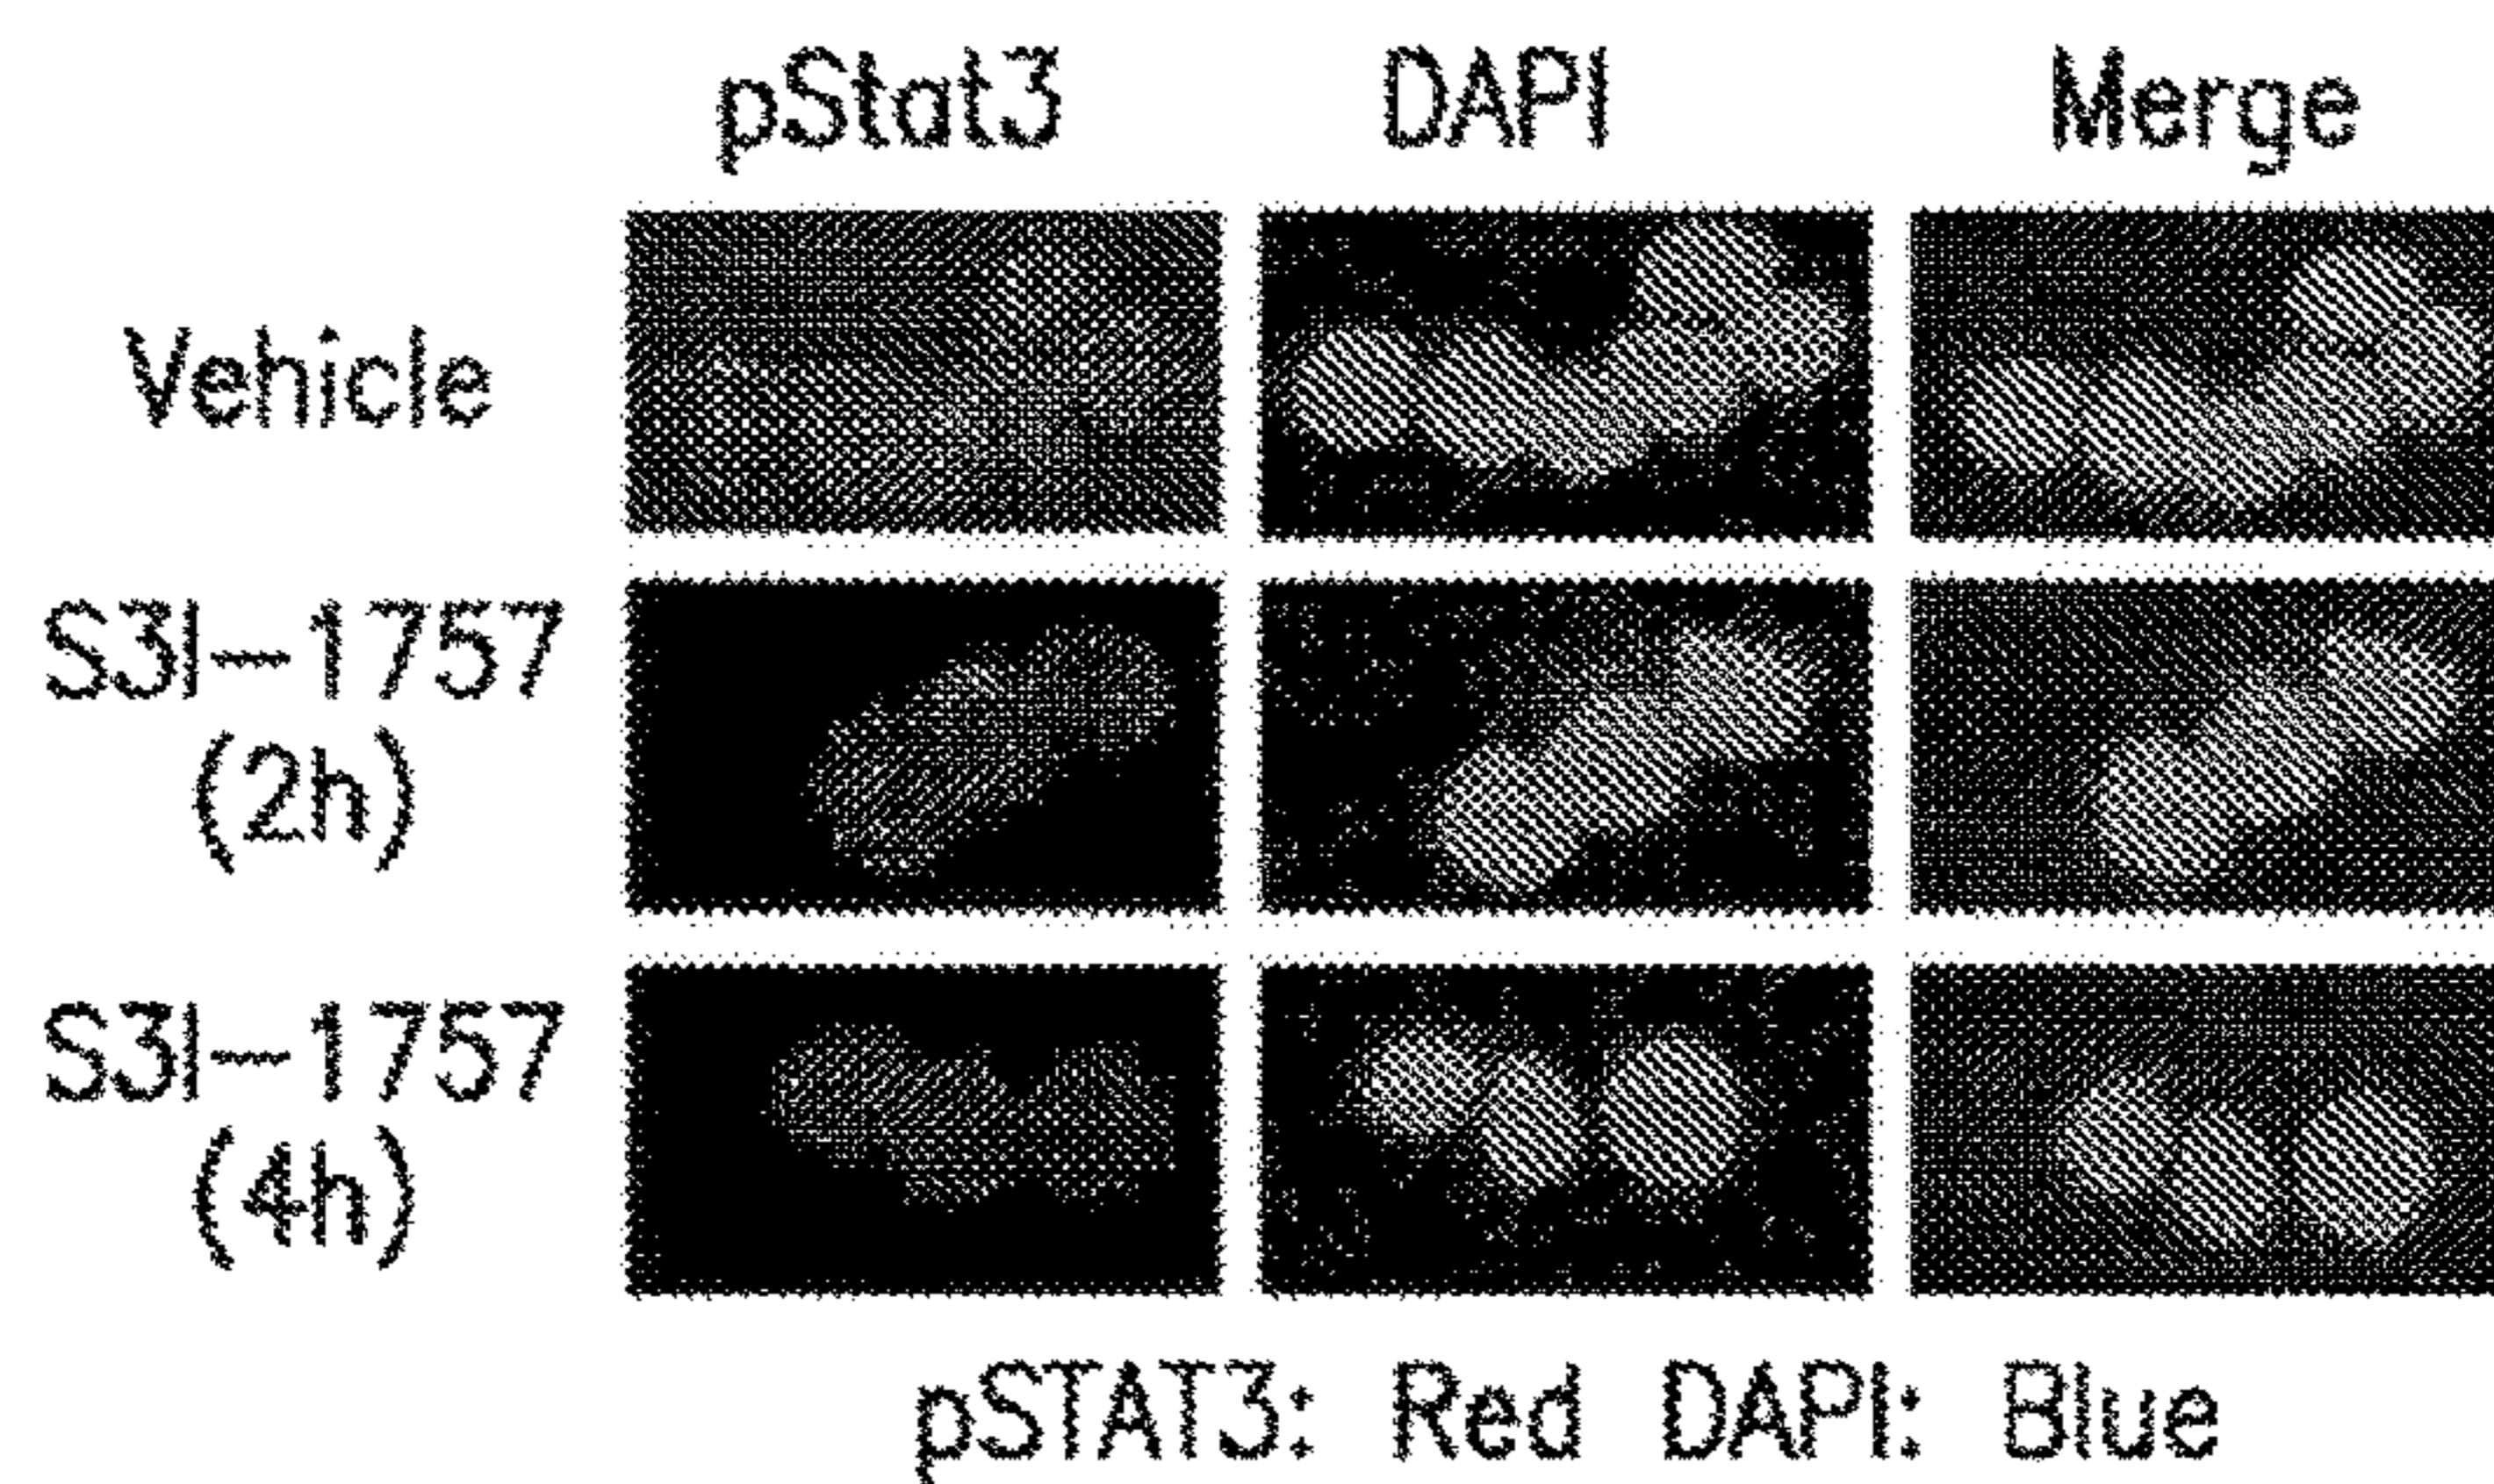 pStat3 DAPI Merge
Vehicle
S3I-1757
(2h)
S3I-1757
(4h)
pSTAT3: Red DAPI: Blue